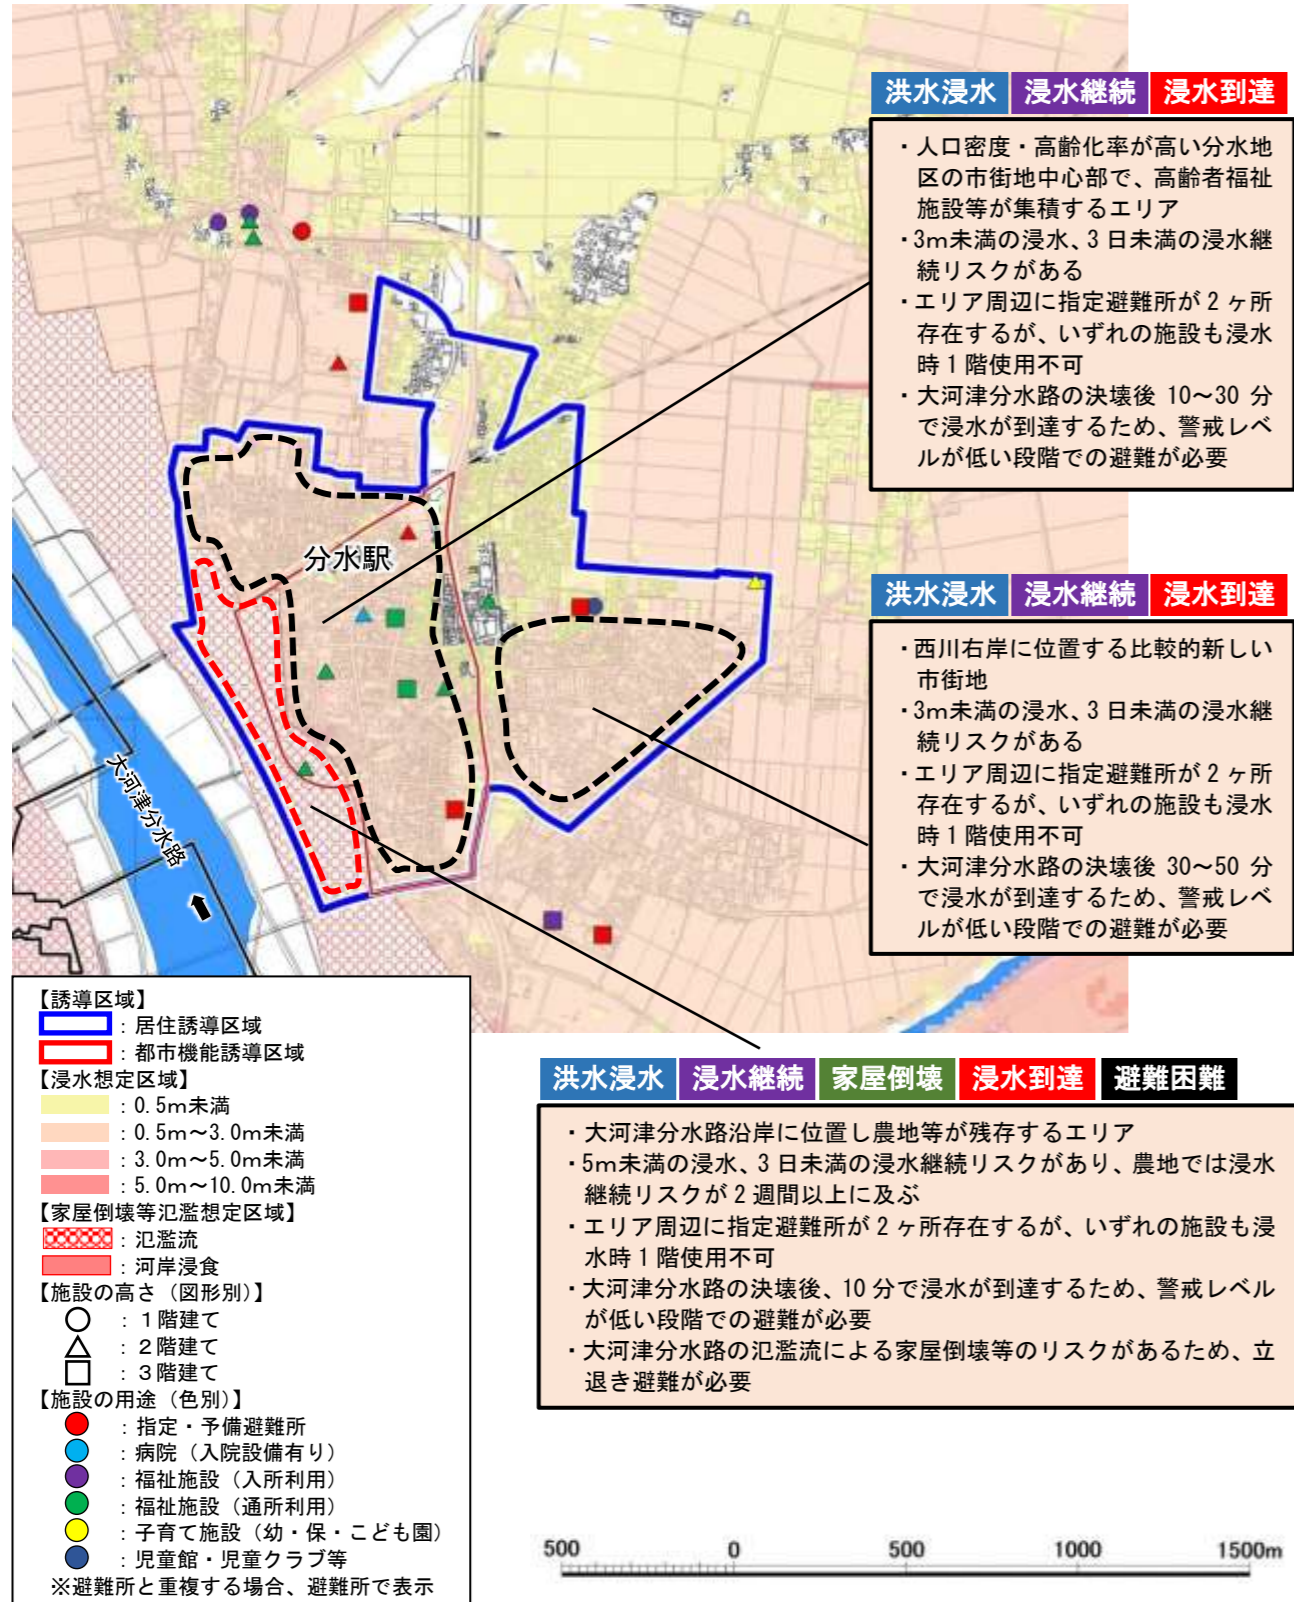 洪水浸水 浸水継続 浸水到達
・人口密度・高齢化率が高い分水地
区の市街地中心部で、高齢者福祉
施設等が集積するエリア
・3m未満の浸水、3日未満の浸水継
続リスクがある
・エリア周辺に指定避難所が2ヶ所
存在するが、いずれの施設も浸水
時1階使用不可
・大河津分水路の決壊後 10～30 分
で浸水が到達するため、警戒レベ
ルが低い段階での避難が必要
分水駅
大河津分水路
洪水浸水 浸水継続 浸水到達
・西川右岸に位置する比較的新しい
市街地
・3m未満の浸水、3日未満の浸水継
続リスクがある
・エリア周辺に指定避難所が2ヶ所
存在するが、いずれの施設も浸水
時1階使用不可
・大河津分水路の決壊後 30～50 分
で浸水が到達するため、警戒レベ
ルが低い段階での避難が必要
【誘導区域】
：居住誘導区域
：都市機能誘導区域
【浸水想定区域】
：0.5m未満
：0.5m～3.0m未満
：3.0m～5.0m未満
：5.0m～10.0m未満
【家屋倒壊等氾濫想定区域】
：氾濫流
：河岸浸食
【施設の高さ（図形別）】
：１階建て
：２階建て
：３階建て
【施設の用途（色別）】
：指定・予備避難所
：病院（入院設備有り）
：福祉施設（入所利用）
：福祉施設（通所利用）
：子育て施設（幼・保・こども園）
：児童館・児童クラブ等
※避難所と重複する場合、避難所で表示
洪水浸水 浸水継続 家屋倒壊 浸水到達 避難困難
・大河津分水路沿岸に位置し農地等が残存するエリア
・5m未満の浸水、3日未満の浸水継続リスクがあり、農地では浸水
継続リスクが2週間以上に及ぶ
・エリア周辺に指定避難所が2ヶ所存在するが、いずれの施設も浸
水時1階使用不可
・大河津分水路の決壊後、10分で浸水が到達するため、警戒レベル
が低い段階での避難が必要
・大河津分水路の氾濫流による家屋倒壊等のリスクがあるため、立
退き避難が必要
500 0 500 1000 1500m